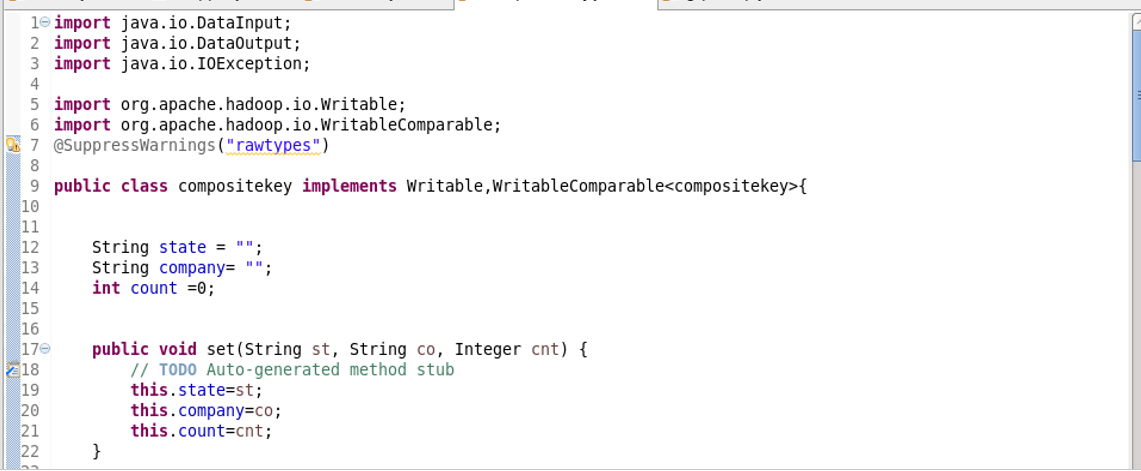 1 import java.io.DataInput;
2 import java.io.DataOutput;
3 import java.io.IOException;
4
5 import org.apache.hadoop.io.Writable;
6 import org.apache.hadoop.io.WritableComparable;
7 @SuppressWarnings("rawtypes")
8
9 public class compositekey implements Writable,WritableComparable<compositekey>{
10
11
12     String state = "";
13     String company= "";
14     int count =0;
15
16
17     public void set(String st, String co, Integer cnt) {
18         // TODO Auto-generated method stub
19         this.state=st;
20         this.company=co;
21         this.count=cnt;
22     }